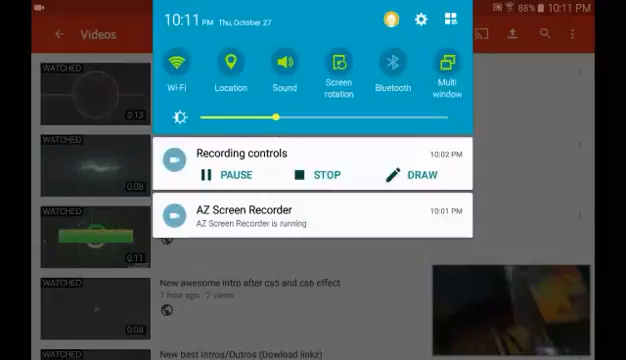 88% 10:11 PM
10:11 PM Thu, October 27
Videos
Wi-Fi
Location
Sound
Screen rotation
Bluetooth
Multi window
WATCHED
0:13
Recording controls 10:02 PM
PAUSE STOP DRAW
WATCHED
0:08
AZ Screen Recorder 10:01 PM
AZ Screen Recorder is running
WATCHED
0:11
WATCHED
New awesome intro after cs5 and cs6 effect
1 hour ago · 2 views
0:08
WATCHED
New best Intros/Outros (Dowload linkz)